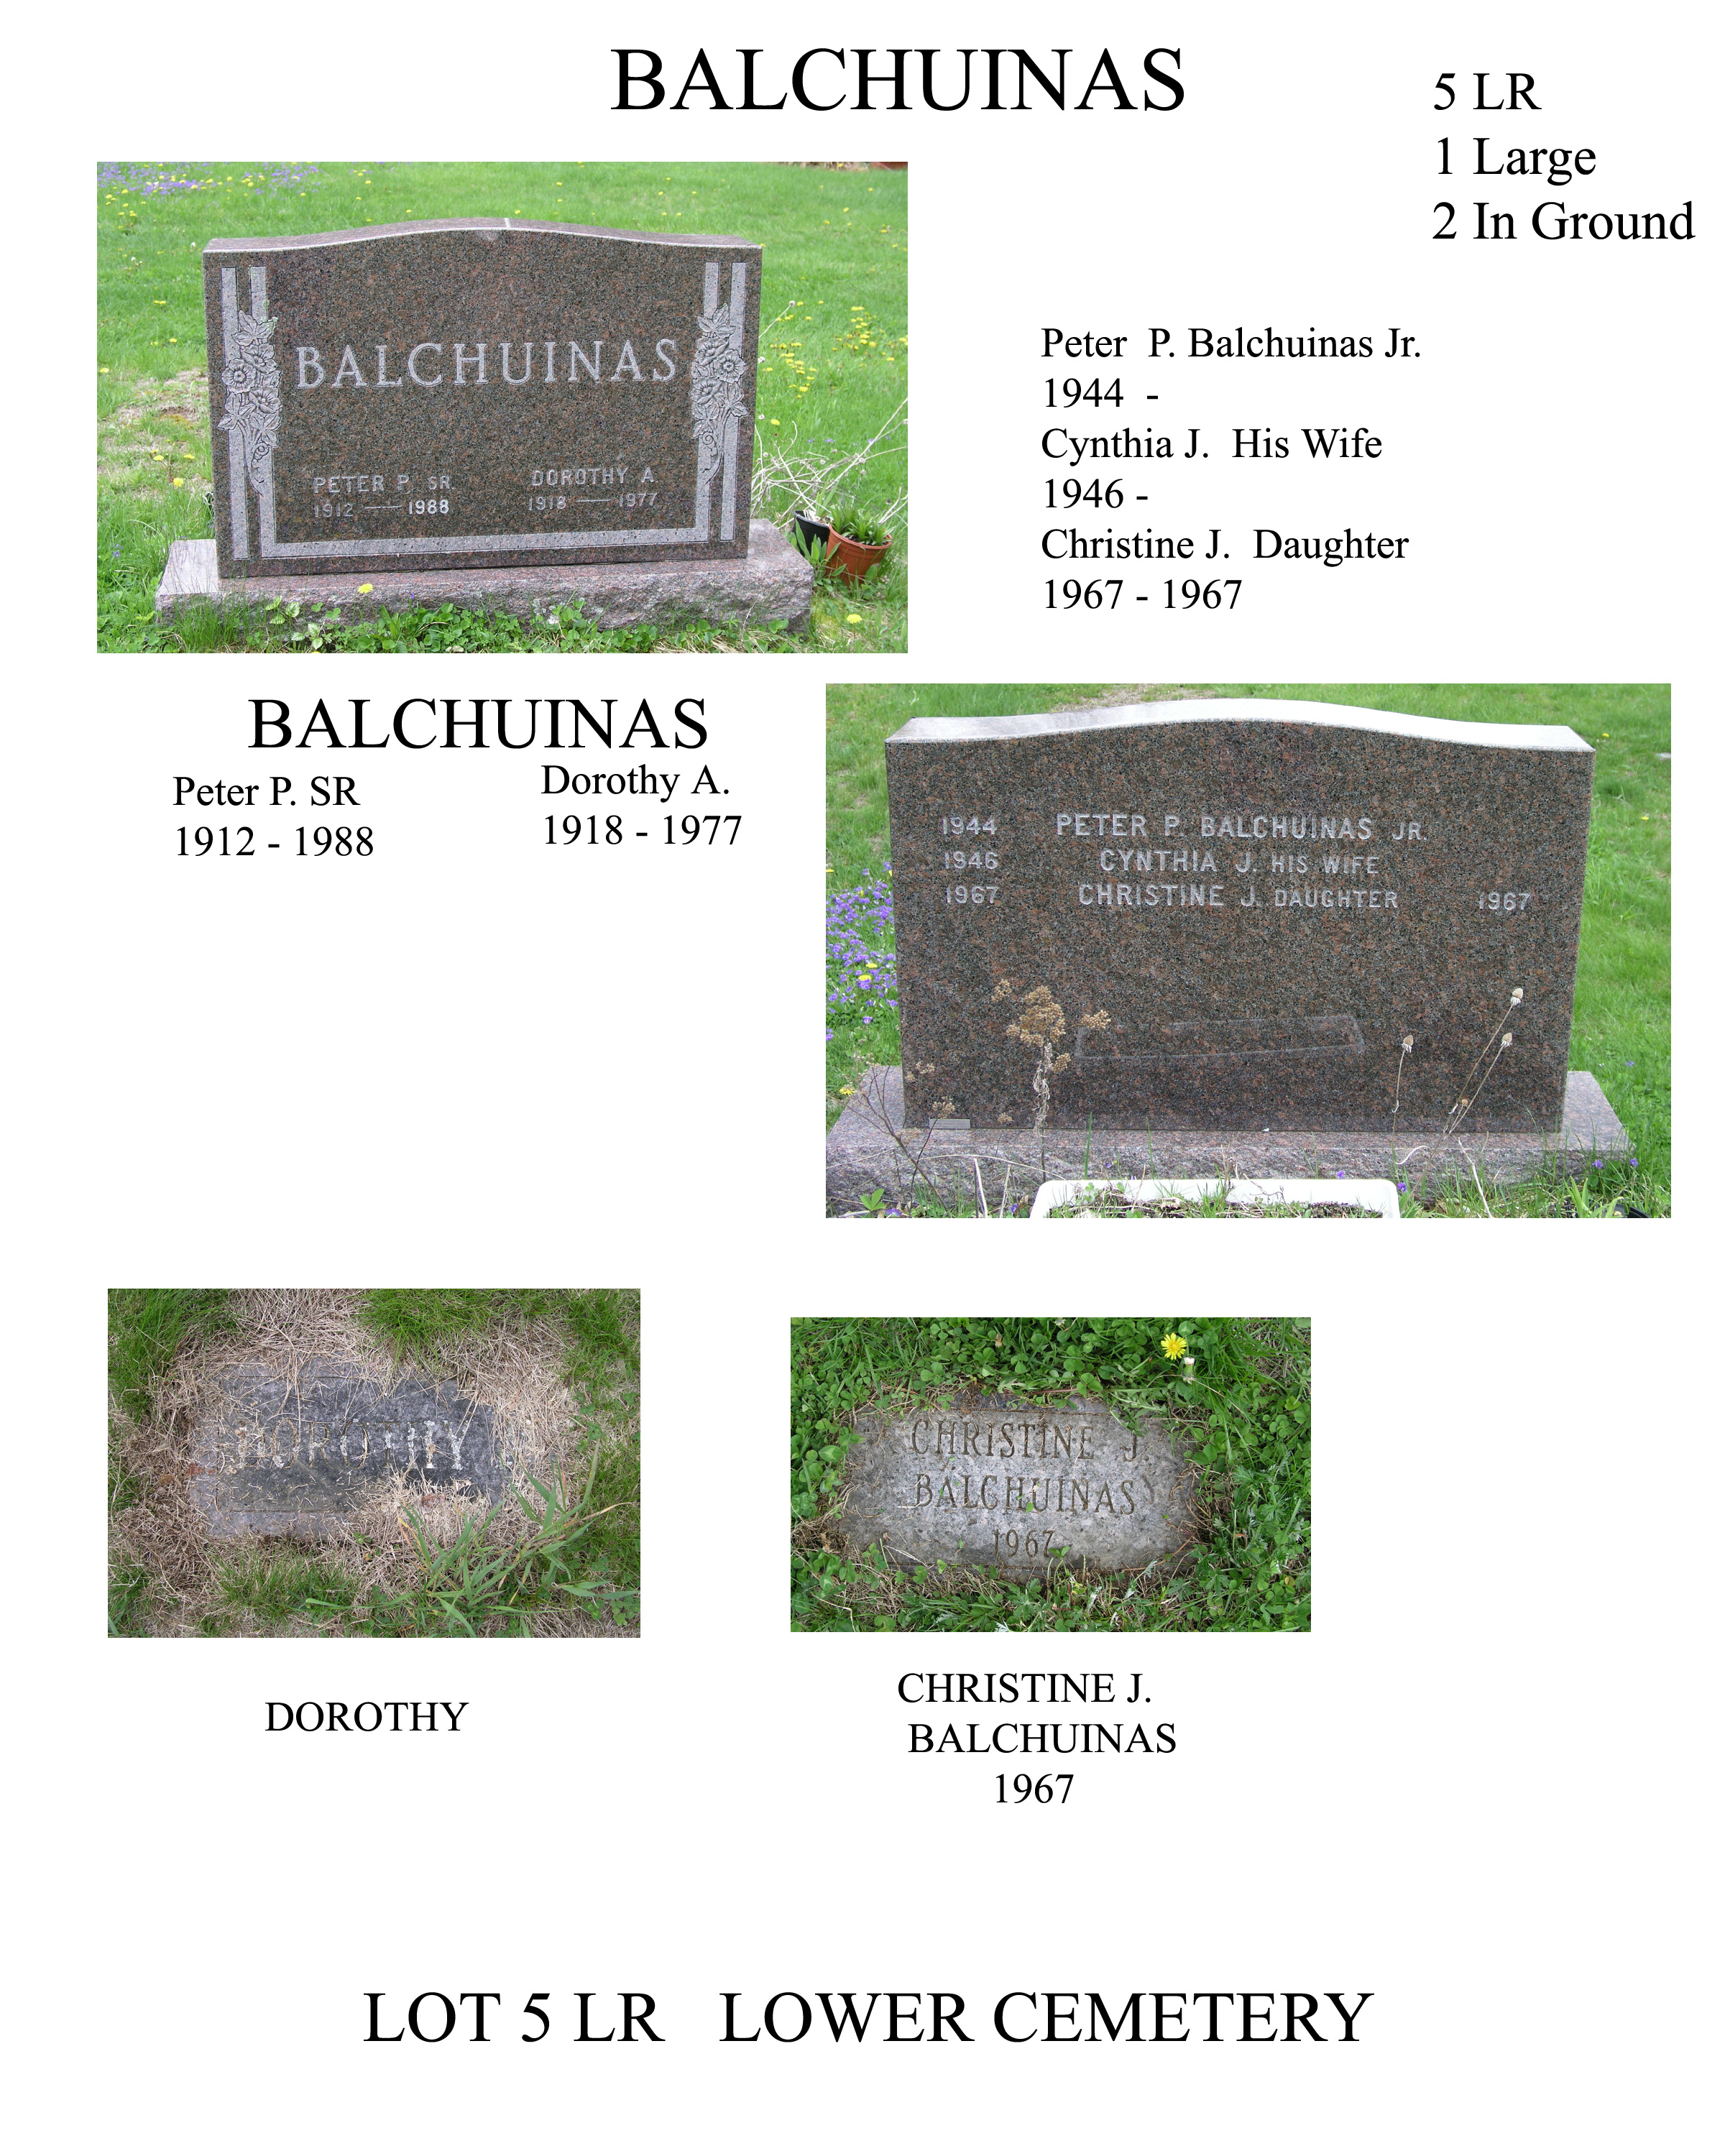 BALCHUINAS
5 LR
1 Large
2 In Ground
BALCHUINAS
PETER P. SR.
1912 — 1988
DOROTHY A.
1918 — 1977
Peter P. Balchuinas Jr.
1944 -
Cynthia J. His Wife
1946 -
Christine J. Daughter
1967 - 1967
BALCHUINAS
Peter P. SR
1912 - 1988
Dorothy A.
1918 - 1977
1944 PETER P. BALCHUINAS JR.
1946 CYNTHIA J. HIS WIFE
1967 CHRISTINE J. DAUGHTER 1967
DOROTHY
CHRISTINE J.
BALCHUINAS
1967
DOROTHY
CHRISTINE J.
BALCHUINAS
1967
LOT 5 LR LOWER CEMETERY